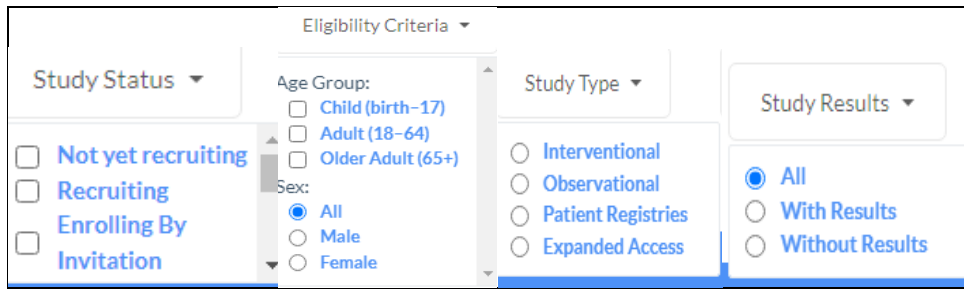 Study Status
Not yet recruiting
Recruiting
Enrolling By
Invitation
Eligibility Criteria
Age Group:
Child (birth–17)
Adult (18–64)
Older Adult (65+)
Sex:
All
Male
Female
Study Type
Interventional
Observational
Patient Registries
Expanded Access
Study Results
All
With Results
Without Results